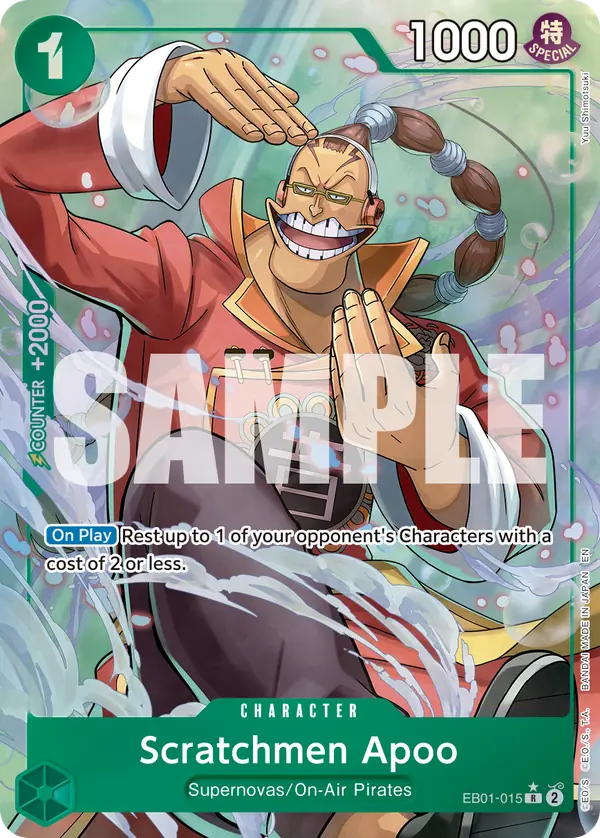 1
1000
特
SPECIAL
Yuu Shimotsuki
COUNTER +2000
SAMPLE
On Play Rest up to 1 of your opponent's Characters with a
cost of 2 or less.
CHARACTER
Scratchmen Apoo
Supernovas/On-Air Pirates
EB01-015 R 2
©E.O/S. ©E.O./S., T.A. BANDAI MADE IN JAPAN EN